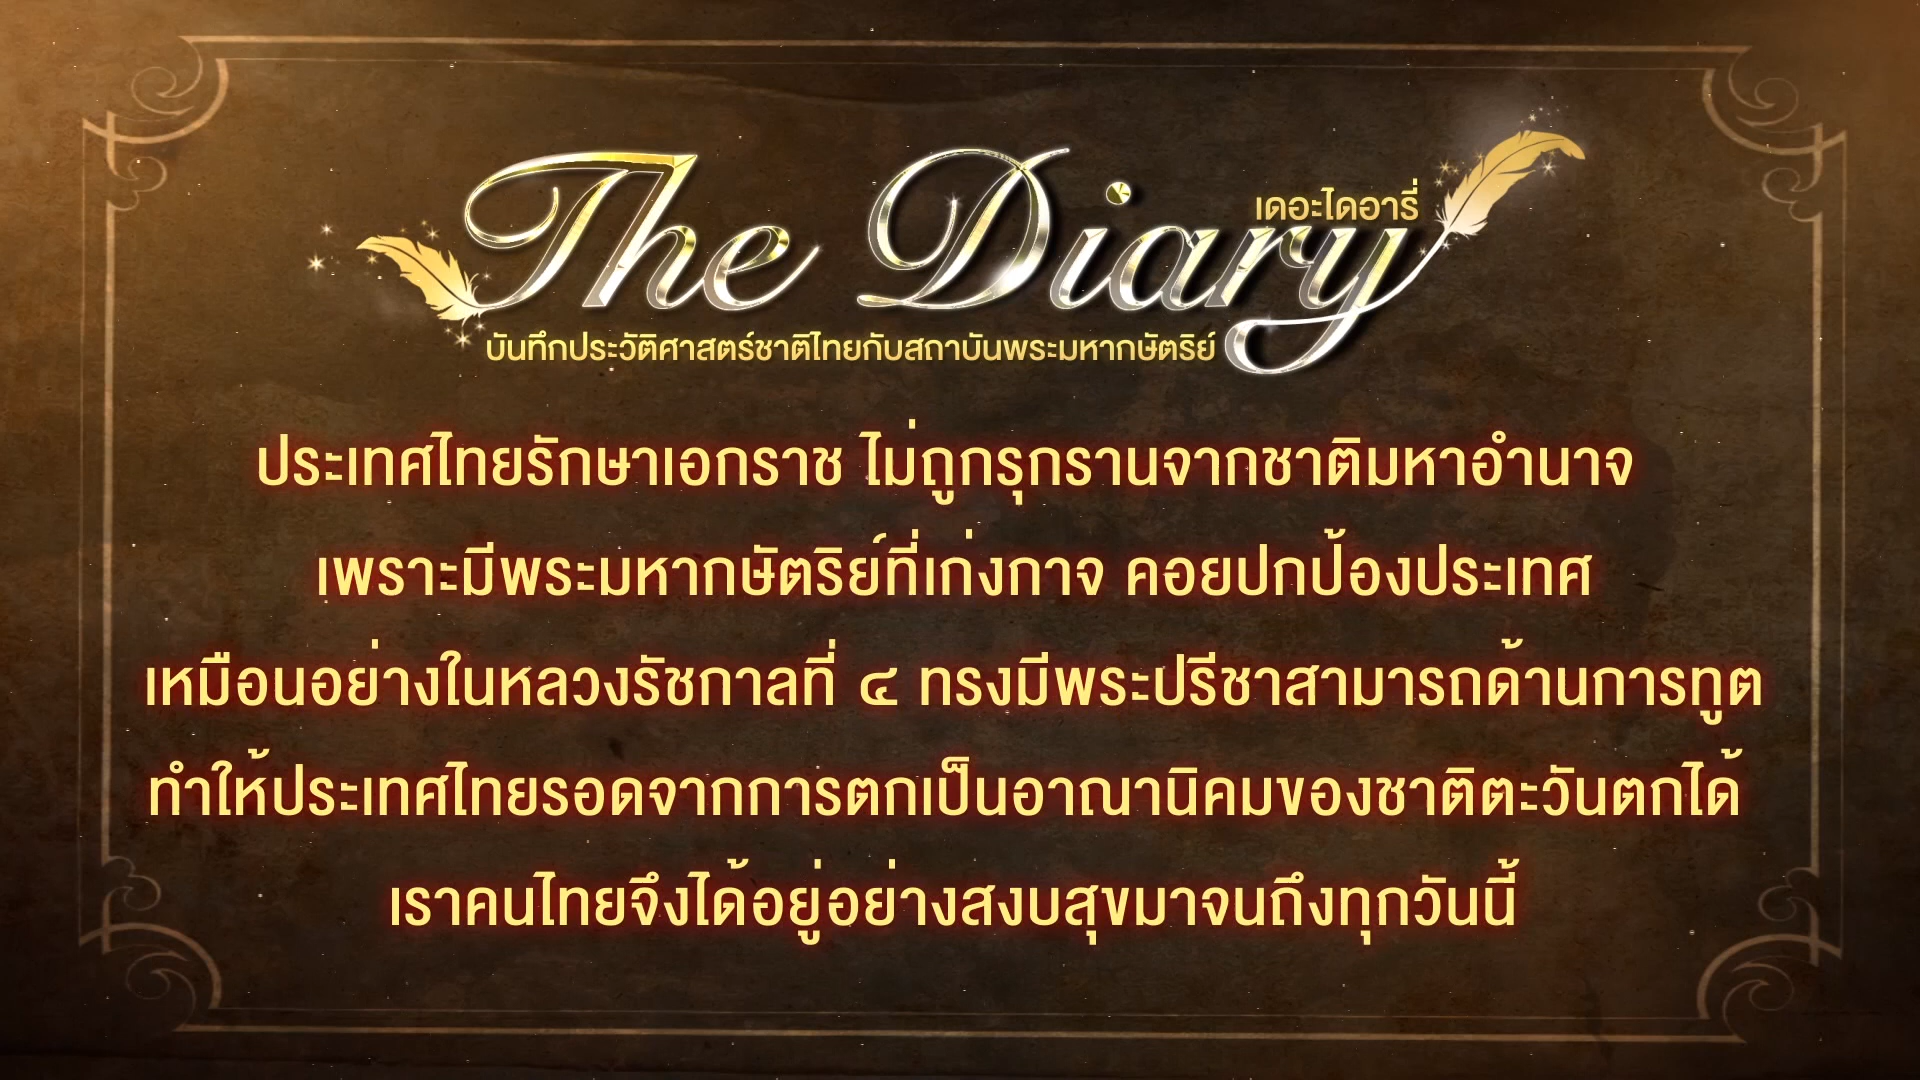 The Diary
เดอะไดอารี่
บันทึกประวัติศาสตร์ชาติไทยกับสถาบันพระมหากษัตริย์
ประเทศไทยรักษาเอกราช ไม่ถูกรุกรานจากชาติมหาอำนาจ
เพราะมีพระมหากษัตริย์ที่เก่งกาจ คอยปกป้องประเทศ
เหมือนอย่างในหลวงรัชกาลที่ ๔ ทรงมีพระปรีชาสามารถด้านการทูต
ทำให้ประเทศไทยรอดจากการตกเป็นอาณานิคมของชาติตะวันตกได้
เราคนไทยจึงได้อยู่อย่างสงบสุขมาจนถึงทุกวันนี้